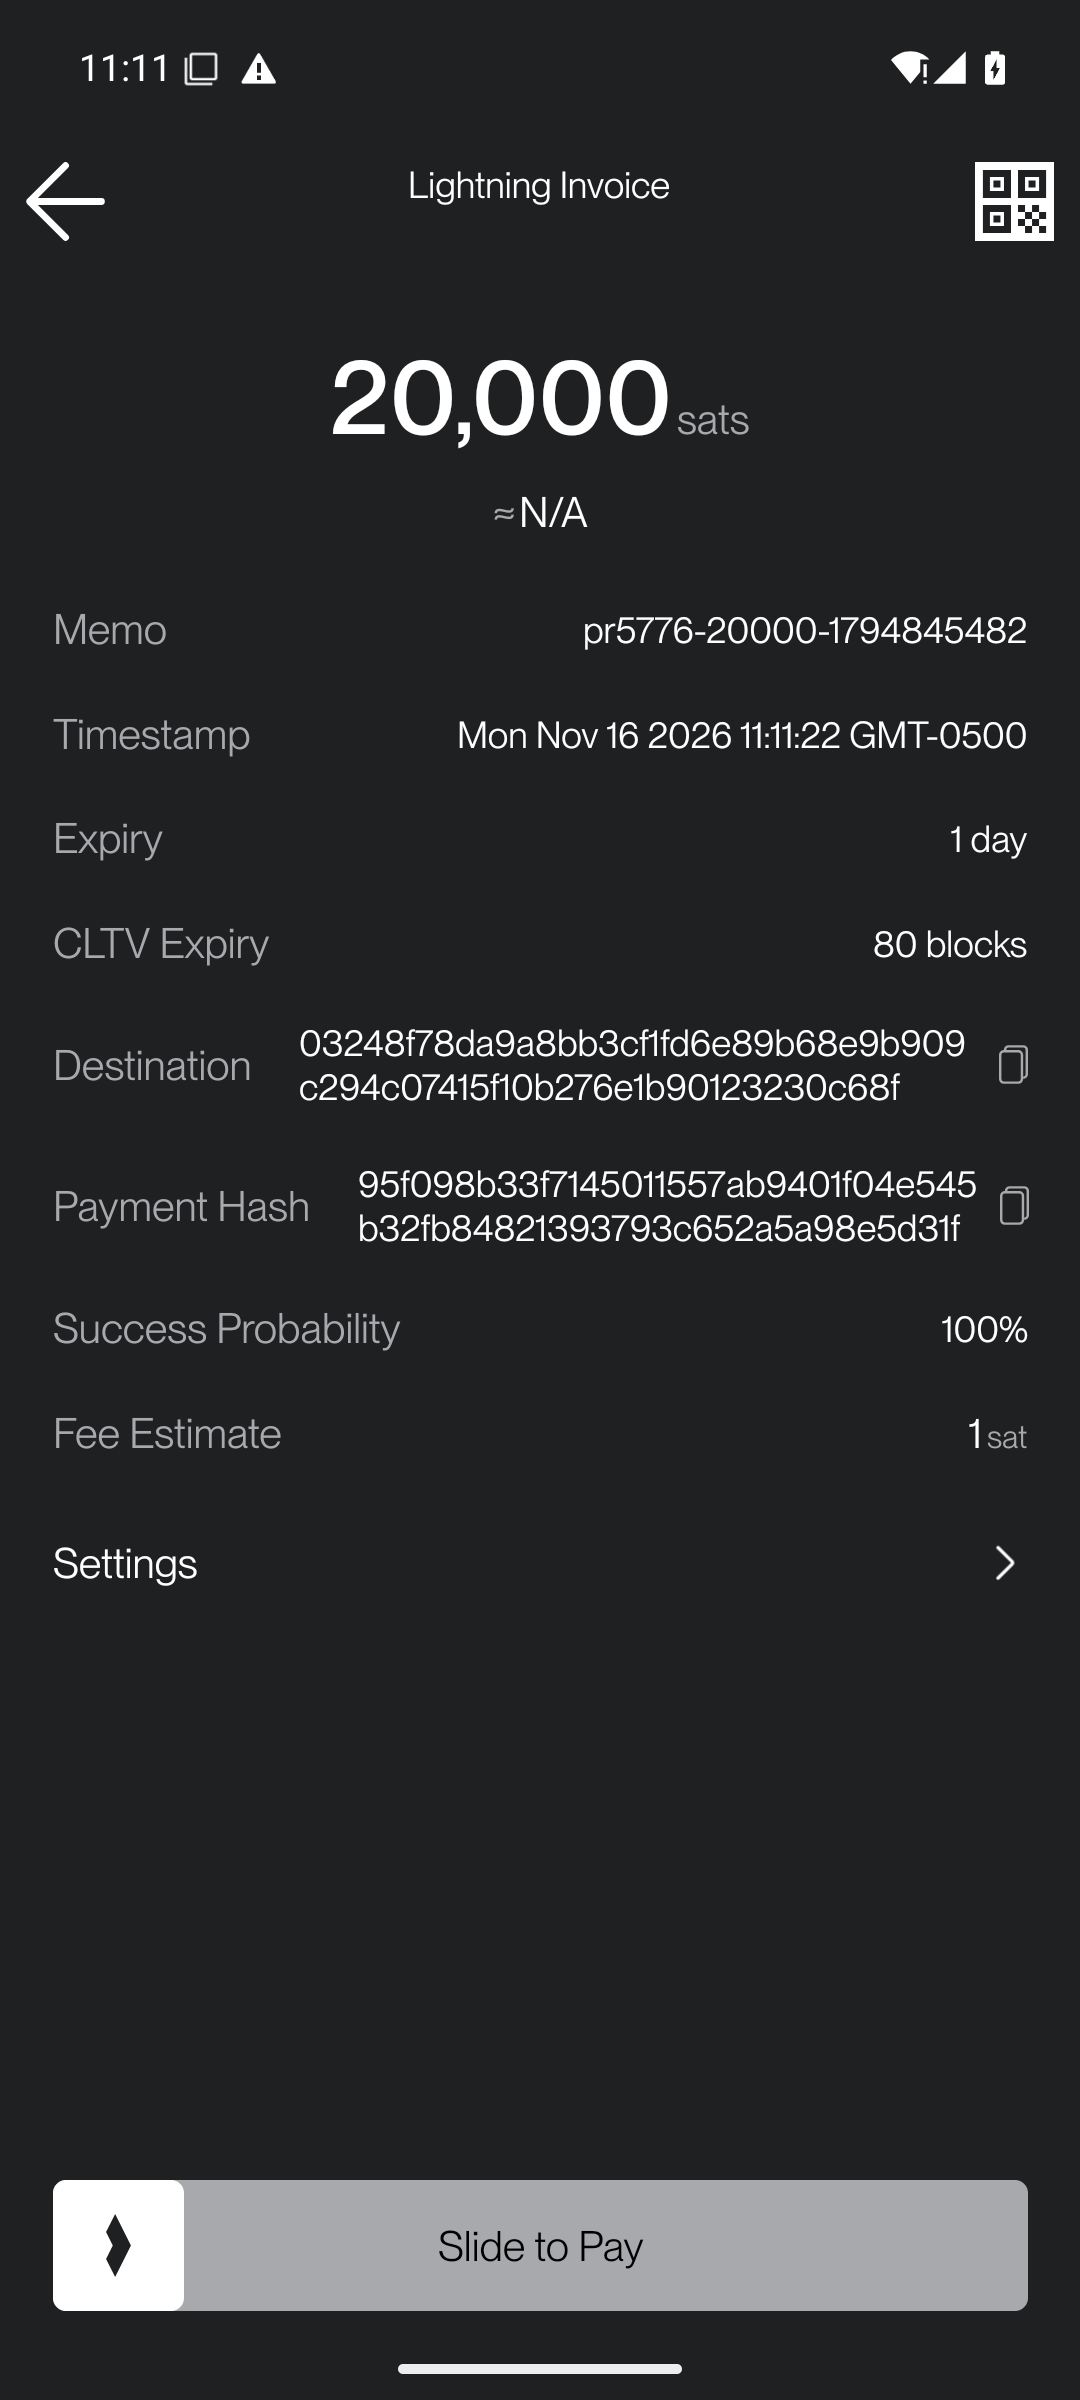 11:11
Lightning Invoice
20,000 sats
≈N/A
Memo pr5776-20000-1794845482
Timestamp Mon Nov 16 2026 11:11:22 GMT-0500
Expiry 1 day
CLTV Expiry 80 blocks
Destination 03248f78da9a8bb3cf1fd6e89b68e9b909
c294c07415f10b276e1b90123230c68f
Payment Hash 95f098b33f7145011557ab9401f04e545
b32fb84821393793c652a5a98e5d31f
Success Probability 100%
Fee Estimate 1 sat
Settings
Slide to Pay